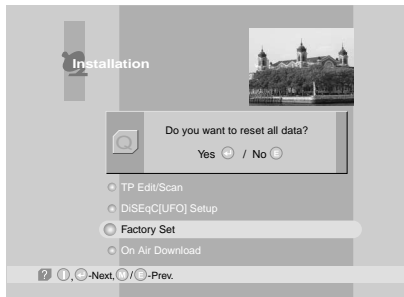 Installation
Q
Do you want to reset all data?
Yes / No E
TP Edit/Scan
DiSEqC[UFO] Setup
Factory Set
On Air Download
? , -Next, M / E -Prev.